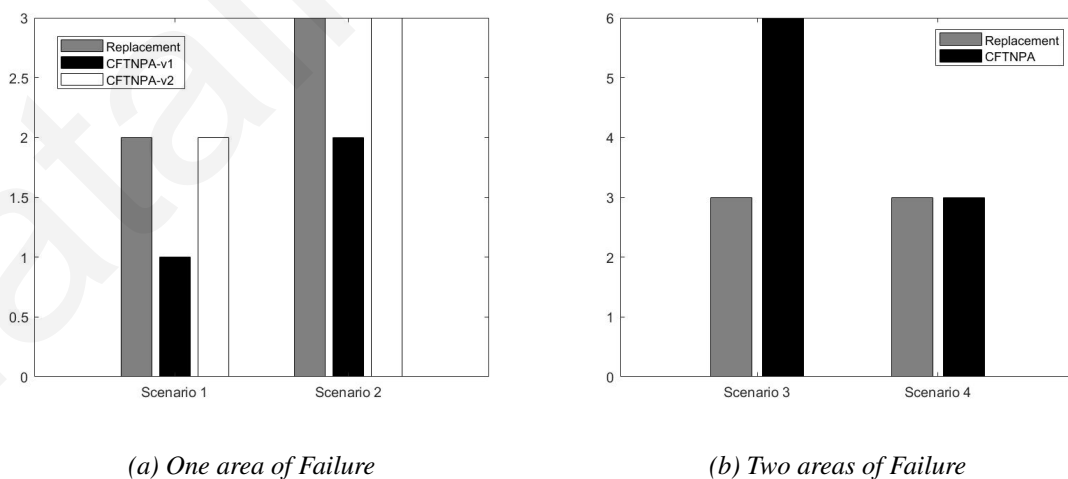 3
2.5
2
1.5
1
0.5
0
Replacement
CFTNPA-v1
CFTNPA-v2
Scenario 1
Scenario 2
(a) One area of Failure
6
5
4
3
2
1
0
Replacement
CFTNPA
Scenario 3
Scenario 4
(b) Two areas of Failure